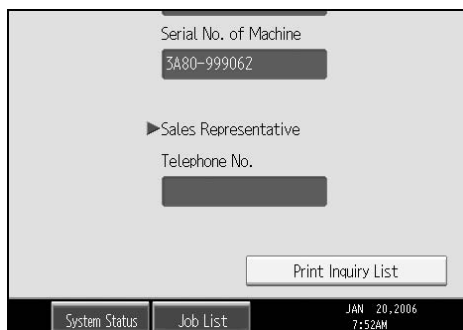 Serial No. of Machine
3A80-999062
▶Sales Representative
Telephone No.
Print Inquiry List
System Status
Job List
JAN 20,2006
7:52AM